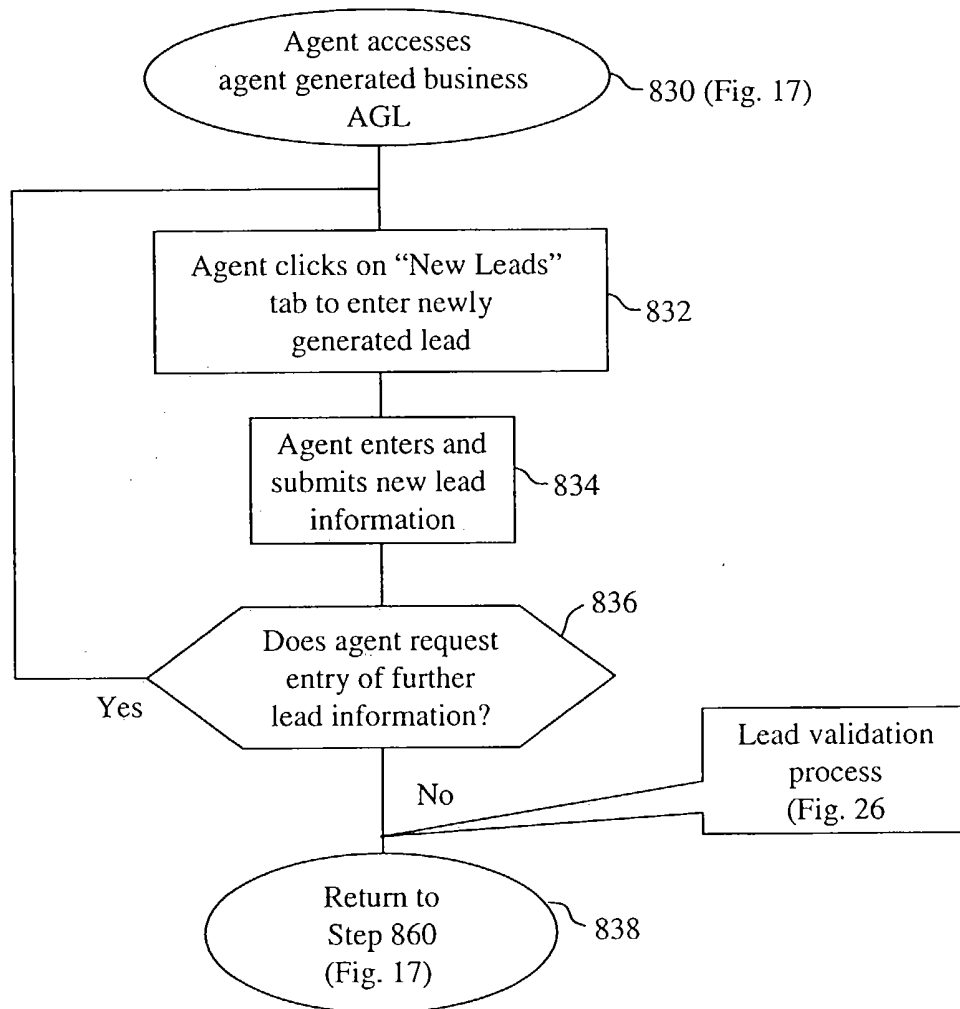 Agent accesses
agent generated business
AGL
830 (Fig. 17)
Agent clicks on “New Leads”
tab to enter newly
generated lead
832
Agent enters and
submits new lead
information
834
836
Does agent request
entry of further
lead information?
Yes
No
Lead validation
process
(Fig. 26
Return to
Step 860
(Fig. 17)
838